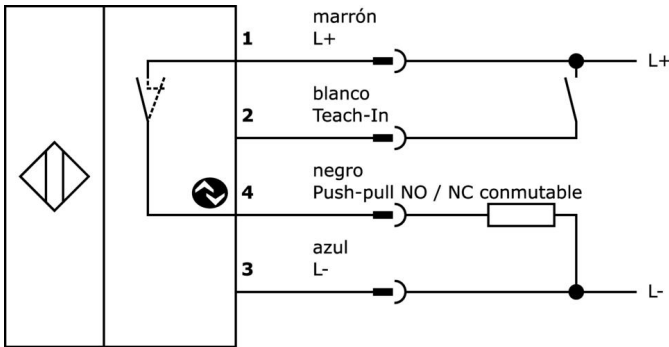 marrón
1 L+
L+
blanco
2 Teach-In
negro
4 Push-pull NO / NC conmutable
azul
3 L-
L-